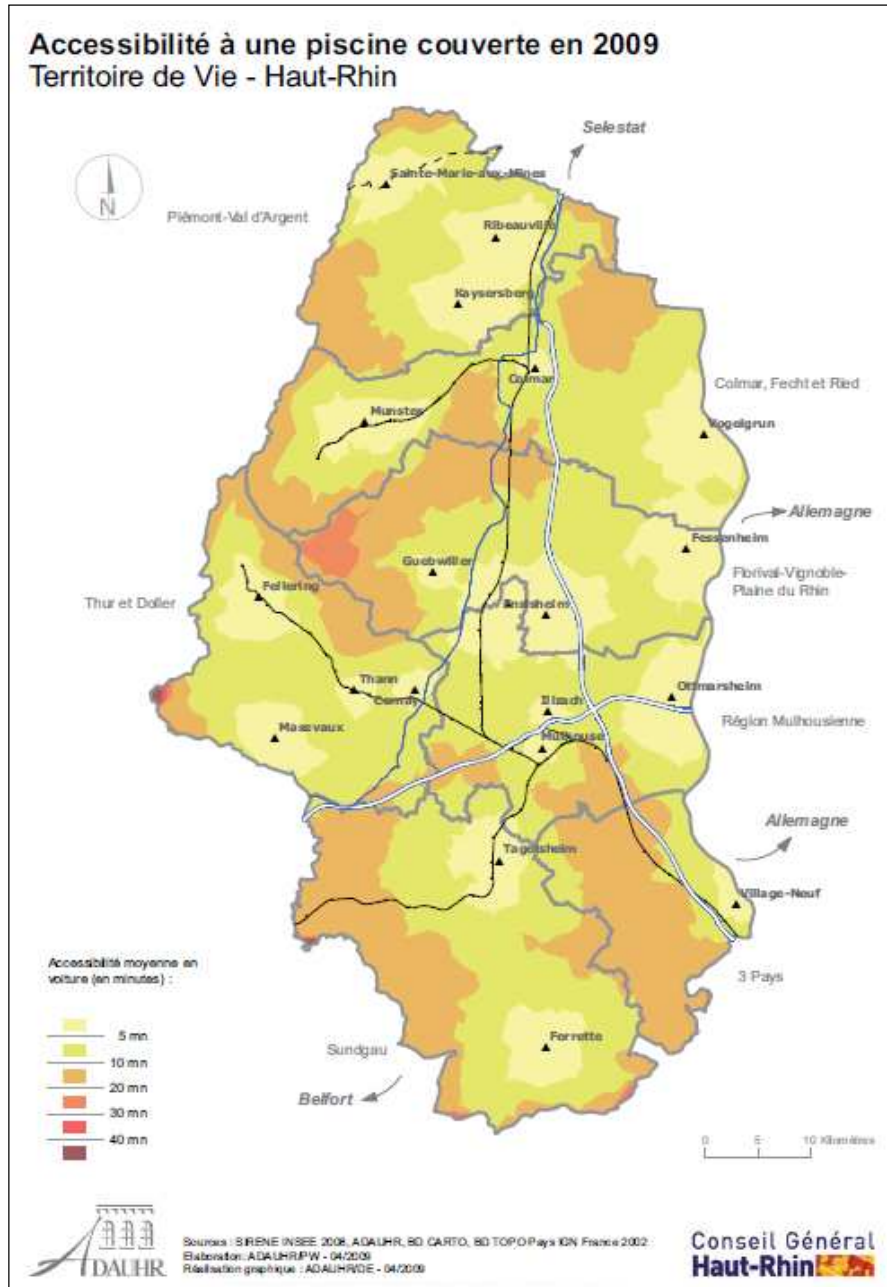 Accessibilité à une piscine couverte en 2009
Territoire de Vie - Haut-Rhin
Selestat
N
Sainte-Marie-aux-Mines
Piémont-Val d'Argent
Ribeauvillé
Kaysersberg
Colmar
Colmar, Fecht et Ried
Munster
Vogelgrun
Allemagne
Fessenheim
Guebwiller
Florival-Vignoble-
Plaine du Rhin
Fellering
Thur et Doller
Ensisheim
Thann
Cernay
Ottmarsheim
Illzach
Région Mulhousienne
Masevaux
Mulhouse
Allemagne
Tagolsheim
Village-Neuf
Accessibilité moyenne en
voiture (en minutes) :
3 Pays
5 mn
10 mn
20 mn
30 mn
40 mn
Sundgau
Ferrette
Belfort
0 5 10 Kilomètres
ADAUHR
Sources : SIRENE INSEE 2008, ADAUHR, BD CARTO, BD TOPO Pays IGN France 2002
Elaboration: ADAUHR/PW - 04/2009
Réalisation graphique : ADAUHR/DE - 04/2009
Conseil Général
Haut-Rhin